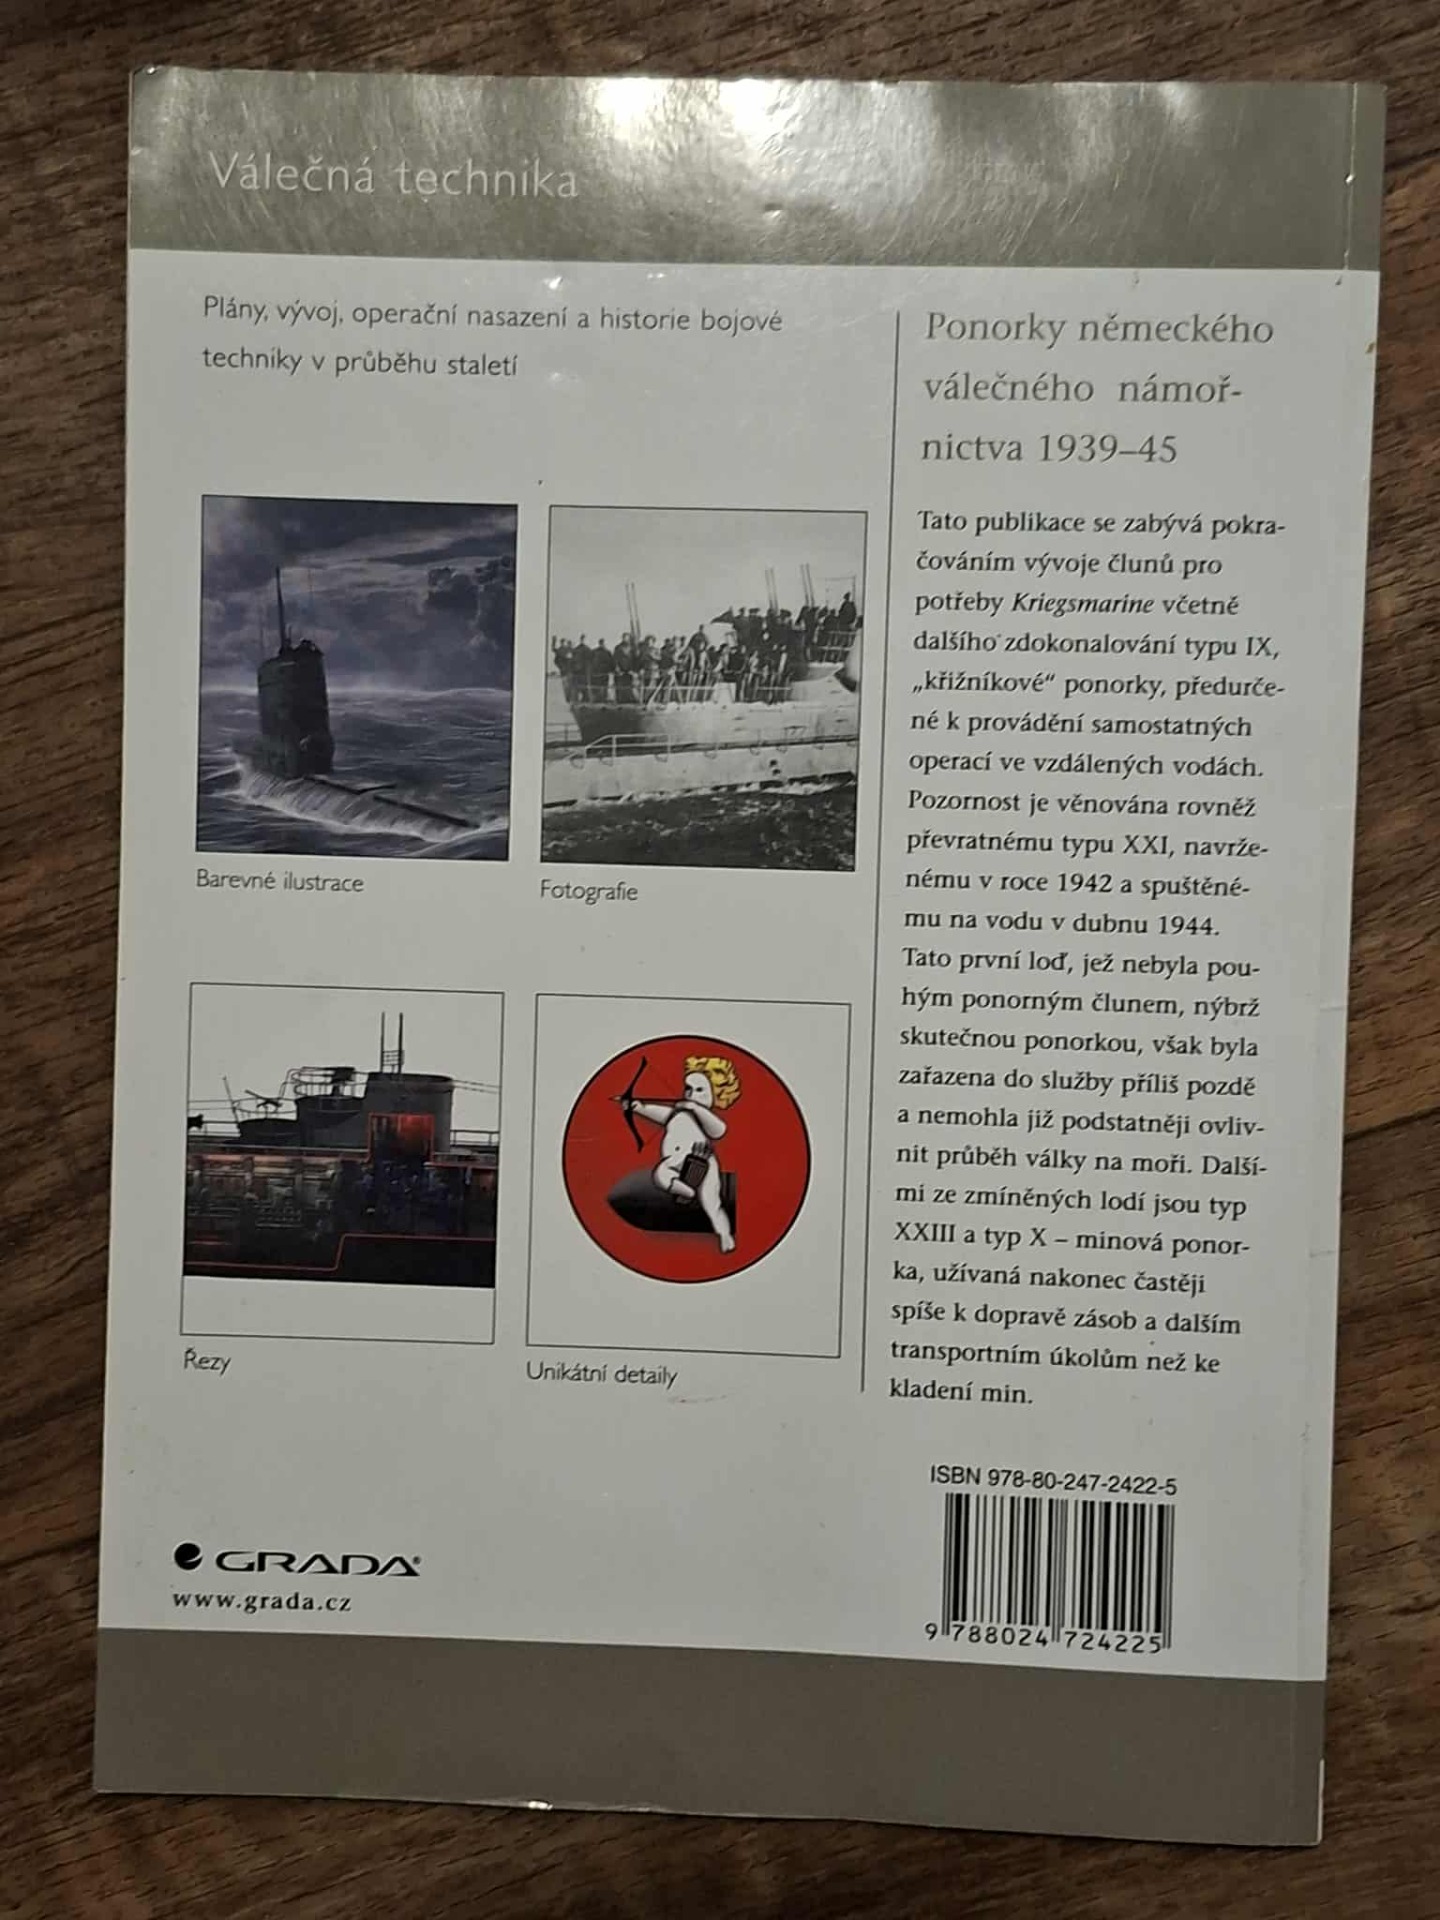 Válečná technika
Plány, vývoj, operační nasazení a historie bojové
techniky v průběhu staletí
Barevné ilustrace
Fotografie
Řezy
Unikátní detaily
Ponorky německého
válečného námoř-
nictva 1939–45
Tato publikace se zabývá pokra-
čováním vývoje člunů pro
potřeby Kriegsmarine včetně
dalšího zdokonalování typu IX,
„křižníkové“ ponorky, předurče-
né k provádění samostatných
operací ve vzdálených vodách.
Pozornost je věnována rovněž
převratnému typu XXI, navrže-
nému v roce 1942 a spuštěné-
mu na vodu v dubnu 1944.
Tato první loď, jež nebyla pou-
hým ponorným člunem, nýbrž
skutečnou ponorkou, však byla
zařazena do služby příliš pozdě
a nemohla již podstatněji ovliv-
nit průběh války na moři. Další-
mi ze zmíněných lodí jsou typ
XXIII a typ X – minová ponor-
ka, užívaná nakonec častěji
spíše k dopravě zásob a dalším
transportním úkolům než ke
kladení min.
ISBN 978-80-247-2422-5
9 788024 724225
GRADA®
www.grada.cz